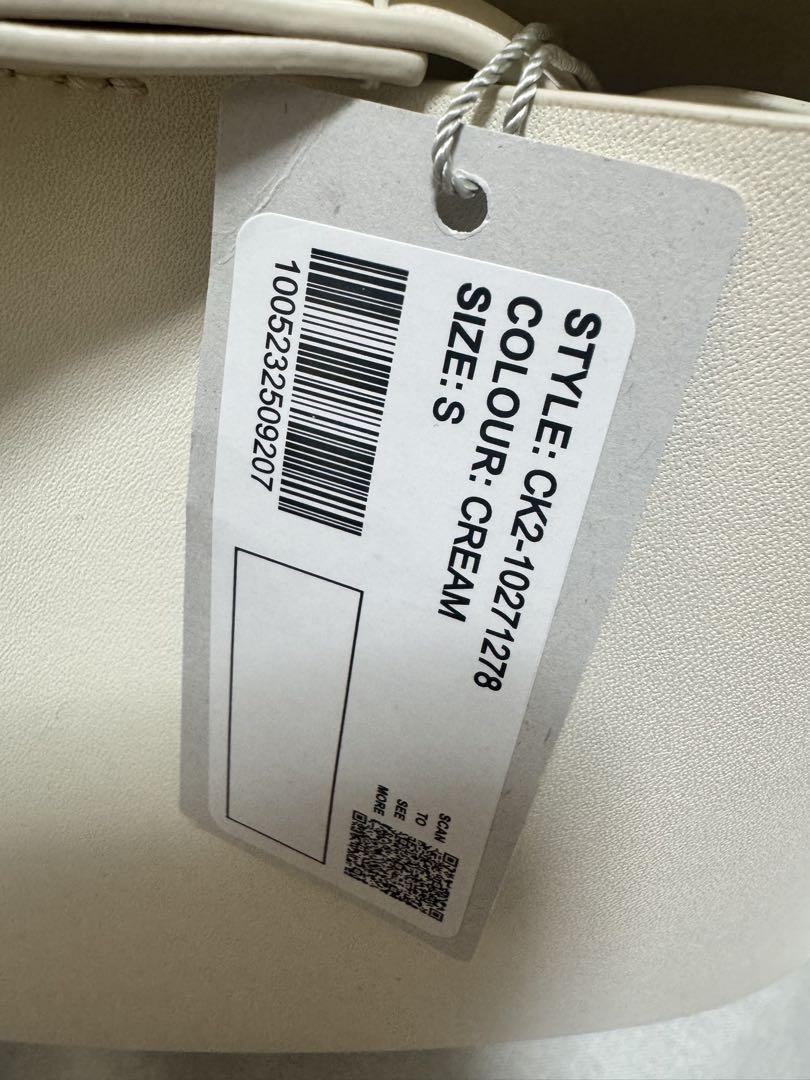 STYLE: CK2-10271278
COLOUR: CREAM
SIZE: S
1005232509207
SCAN
TO
SEE
MORE